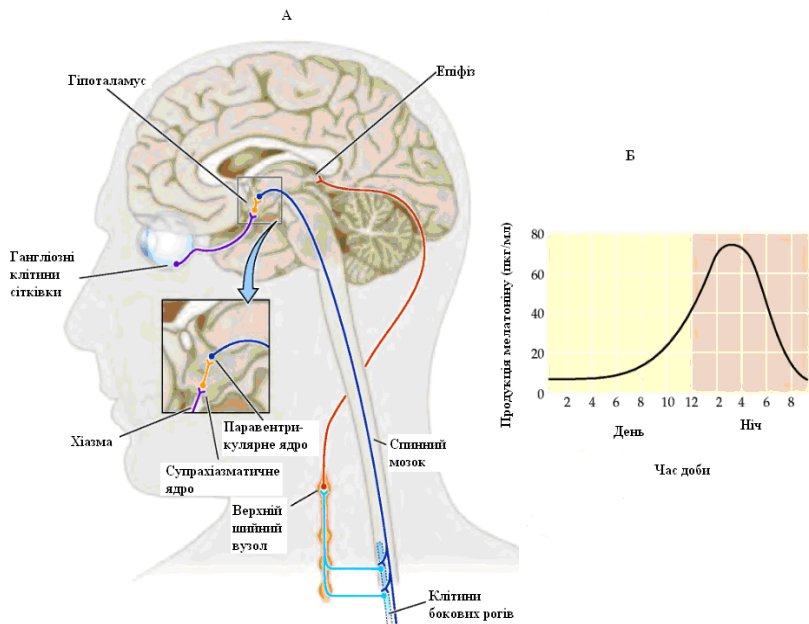 А
Гіпоталамус
Епіфіз
Гангліозні
клітини
сітківки
Хіазма
Паравентри-
кулярне ядро
Супрахіазматичне
ядро
Верхній
шийний
вузол
Спинний
мозок
Клітини
бокових рогів
Б
Продукція мелатоніну (пкг/мл)
80
60
40
20
0
2 4 6 8 10 12 2 4 6 8
День
Ніч
Час доби